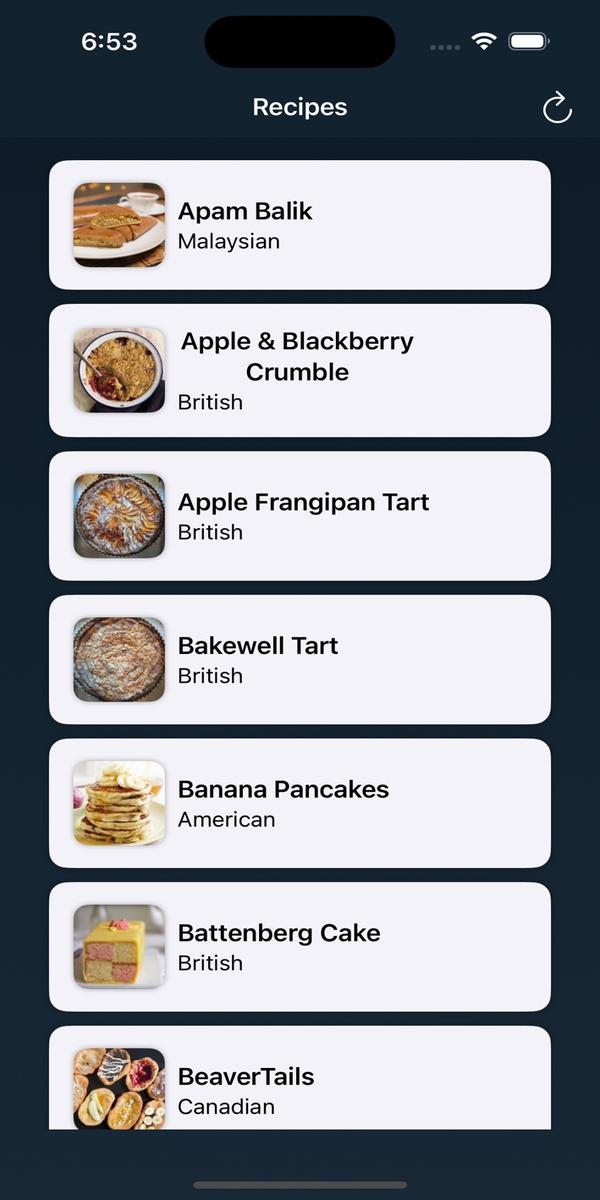 6:53
Recipes
Apam Balik
Malaysian
Apple & Blackberry
Crumble
British
Apple Frangipan Tart
British
Bakewell Tart
British
Banana Pancakes
American
Battenberg Cake
British
BeaverTails
Canadian